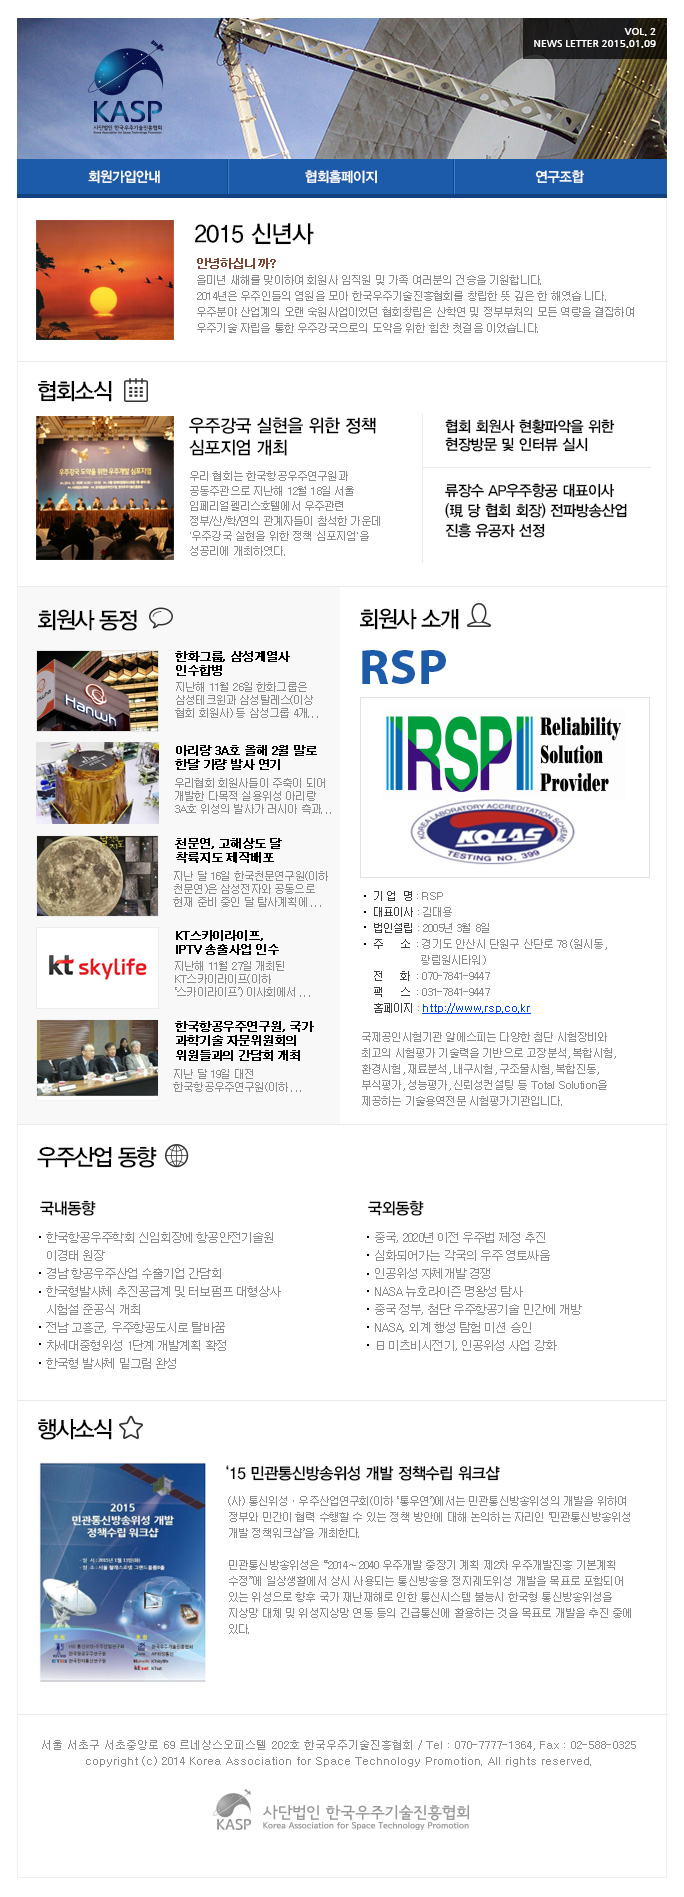 VOL. 2
NEWS LETTER 2015.01.09
KASP
사단법인 한국우주기술진흥협회
Korea Association for Space Technology Promotion
회원가입안내
협회홈페이지
연구조합
2015 신년사
안녕하십니까?
을미년 새해를 맞이하여 회원사 임직원 및 가족 여러분의 건승을 기원합니다.
2014년은 우주인들의 염원을 모아 한국우주기술진흥협회를 창립한 뜻 깊은 한 해였습니다.
우주분야 산업계의 오랜 숙원사업이었던 협회창립은 산학연 및 정부부처의 모든 역량을 결집하여
우주기술 자립을 통한 우주강국으로의 도약을 위한 힘찬 첫걸음이었습니다.
협회소식
우주강국 도약을 위한 우주개발 심포지엄
우주강국 실현을 위한 정책
심포지엄 개최
우리 협회는 한국항공우주연구원과
공동주관으로 지난해 12월 18일 서울
임페리얼펠리스호텔에서 우주관련
정부/산/학/연의 관계자들이 참석한 가운데
'우주강국 실현을 위한 정책 심포지엄'을
성공리에 개최하였다.
협회 회원사 현황파악을 위한
현장방문 및 인터뷰 실시
류장수 AP우주항공 대표이사
(現 당 협회 회장) 전파방송산업
진흥 유공자 선정
회원사 동정
Hanwh
한화그룹, 삼성계열사
인수합병
지난해 11월 26일 한화그룹은
삼성테크윈과 삼성탈레스(이상
협회 회원사) 등 삼성그룹 4개...
아리랑 3A호 올해 2월 말로
한달 가량 발사 연기
우리협회 회원사들이 주축이 되어
개발한 다목적 실용위성 아리랑
3A호 위성의 발사가 러시아 측과...
천문연, 고해상도 달
착륙지도 제작배포
지난 달 16일 한국천문연구원(이하
천문연)은 삼성전자와 공동으로
현재 준비 중인 달 탐사계획에...
kt skylife
KT스카이라이프,
IPTV 송출사업 인수
지난해 11월 27일 개최된
KT스카이라이프(이하
'스카이라이프') 이사회에서 ...
한국항공우주연구원, 국가
과학기술 자문위원회의
위원들과의 간담회 개최
지난 달 19일 대전
한국항공우주연구원(이하...
회원사 소개
RSP
RSP
Reliability
Solution
Provider
KOREA LABORATORY ACCREDITATION SCHEME
KOLAS
TESTING NO. 399
• 기 업 명 : RSP
• 대표이사 : 김대용
• 법인설립 : 2005년 3월 8일
• 주 소 : 경기도 안산시 단원구 산단로 78 (원시동,
광림원시타워)
전 화 : 070-7841-9447
팩 스 : 031-7841-9447
홈페이지 : http://www.rsp.co.kr
국제공인시험기관 알에스피는 다양한 첨단 시험장비와
최고의 시험평가 기술력을 기반으로 고장분석, 복합시험,
환경시험, 재료분석, 내구시험, 구조물시험, 복합진동,
부식평가, 성능평가, 신뢰성컨설팅 등 Total Solution을
제공하는 기술용역전문 시험평가기관입니다.
우주산업 동향
국내동향
• 한국항공우주학회 신임회장에 항공안전기술원
이경태 원장
• 경남 항공우주산업 수출기업 간담회
• 한국형발사체 추진공급계 및 터보펌프 대형상사
시험설 준공식 개최
• 전남 고흥군, 우주항공도시로 탈바꿈
• 차세대중형위성 1단계 개발계획 확정
• 한국형 발사체 밑그림 완성
국외동향
• 중국, 2020년 이전 우주법 제정 추진
• 심화되어가는 각국의 우주 영토싸움
• 인공위성 자체개발 경쟁
• NASA 뉴호라이즌 명왕성 탐사
• 중국 정부, 첨단 우주항공기술 민간에 개방
• NASA, 외계 행성 탐험 미션 승인
• 日 미츠비시전기, 인공위성 사업 강화
행사소식
2015
민관통신방송위성 개발
정책수립 워크샵
'15 민관통신방송위성 개발 정책수립 워크샵
(사) 통신위성·우주산업연구회(이하 "통우연")에서는 민관통신방송위성의 개발을 위하여
정부와 민간이 협력 수행할 수 있는 정책 방안에 대해 논의하는 자리인 '민관통신방송위성
개발 정책워크샵'을 개최한다.
민관통신방송위성은 "2014~2040 우주개발 중장기 계획 제2차 우주개발진흥 기본계획
수정"에 일상생활에서 상시 사용되는 통신방송용 정지궤도위성 개발을 목표로 포함되어
있는 위성으로 향후 국가 재난재해로 인한 통신시스템 불능시 한국형 통신방송위성을
지상망 대체 및 위성지상망 연동 등의 긴급통신에 활용하는 것을 목표로 개발을 추진 중에
있다.
서울 서초구 서초중앙로 69 르네상스오피스텔 202호 한국우주기술진흥협회 / Tel : 070-7777-1364, Fax : 02-588-0325
copyright (c) 2014 Korea Association for Space Technology Promotion. All rights reserved.
KASP
사단법인 한국우주기술진흥협회
Korea Association for Space Technology Promotion